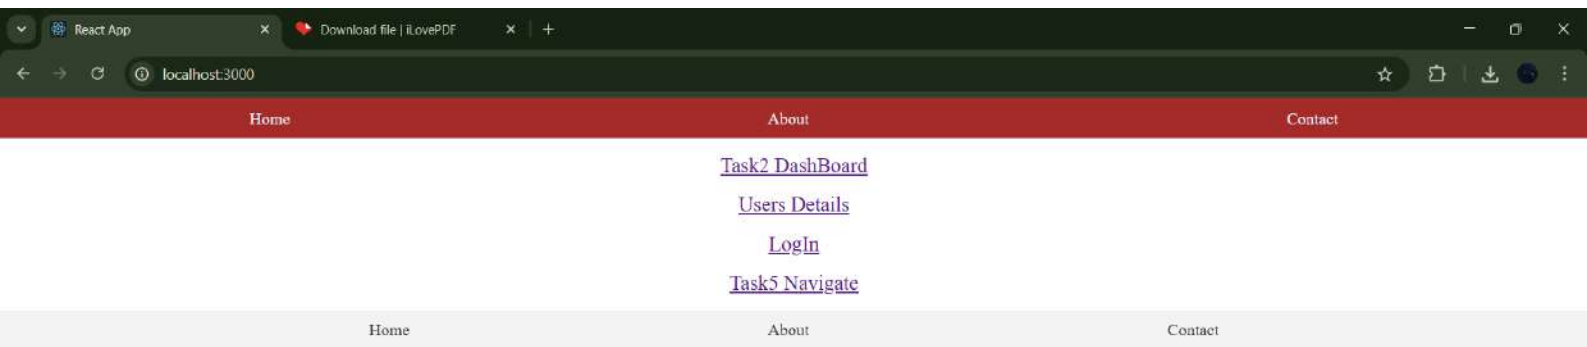 React App Download file | iLovePDF
localhost:3000
Home About Contact
Task2 DashBoard
Users Details
LogIn
Task5 Navigate
Home About Contact